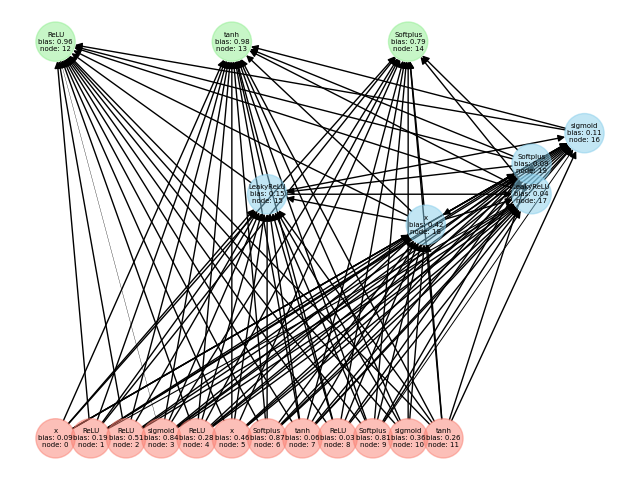 ReLU
bias: 0.96
node: 12
tanh
bias: 0.98
node: 13
Softplus
bias: 0.79
node: 14
sigmoid
bias: 0.11
node: 16
Softplus
bias: 0.03
LeakyReLU
bias: 0.04
node: 17
LeakyReLU
bias: 0.15
node: 15
x
bias: 0.42
x
bias: 0.09
node: 0
ReLU
bias: 0.19
node: 1
ReLU
bias: 0.51
node: 2
sigmoid
bias: 0.84
node: 3
ReLU
bias: 0.28
node: 4
x
bias: 0.46
node: 5
Softplus
bias: 0.87
node: 6
tanh
bias: 0.06
node: 7
ReLU
bias: 0.03
node: 8
Softplus
bias: 0.81
node: 9
sigmoid
bias: 0.36
node: 10
tanh
bias: 0.26
node: 11